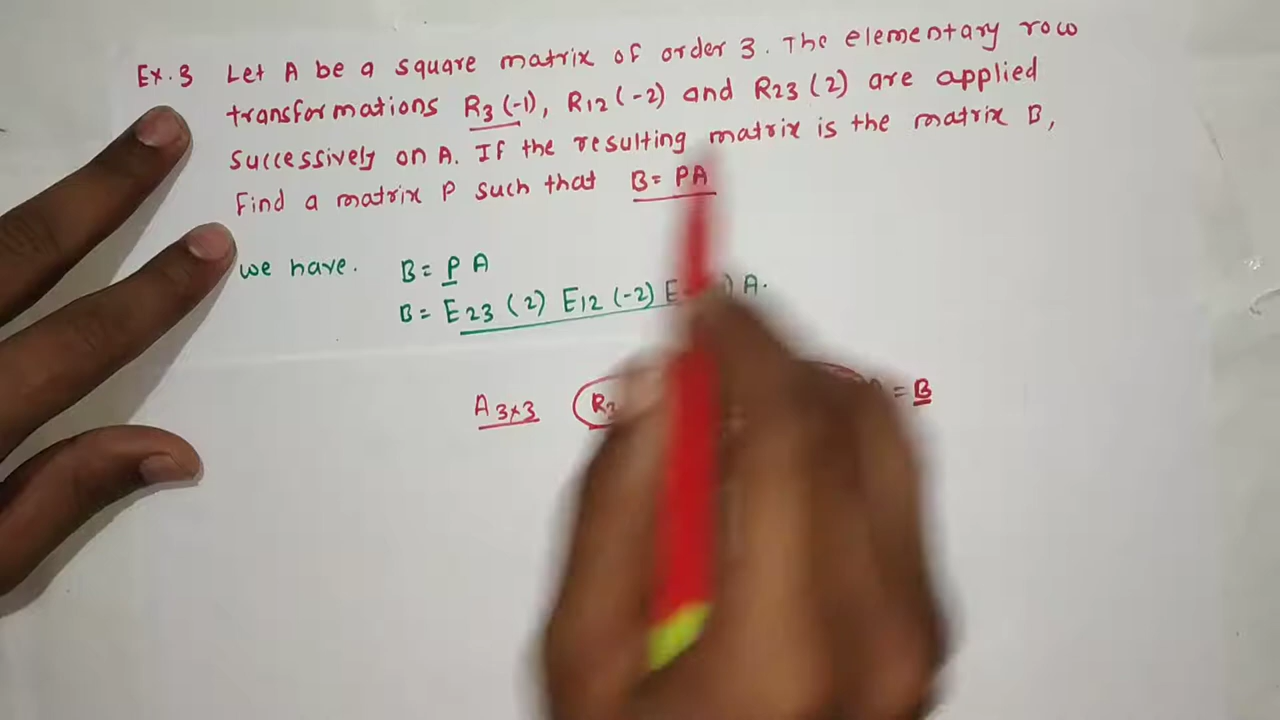 Ex.3 Let A be a square matrix of order 3. The elementary row
transformations R3 (-1), R12 (-2) and R23 (2) are applied
successively on A. If the resulting matrix is the matrix B,
Find a matrix P such that B = PA
we have. B = P A
B = E23 (2) E12 (-2) E A.
A3x3 = B